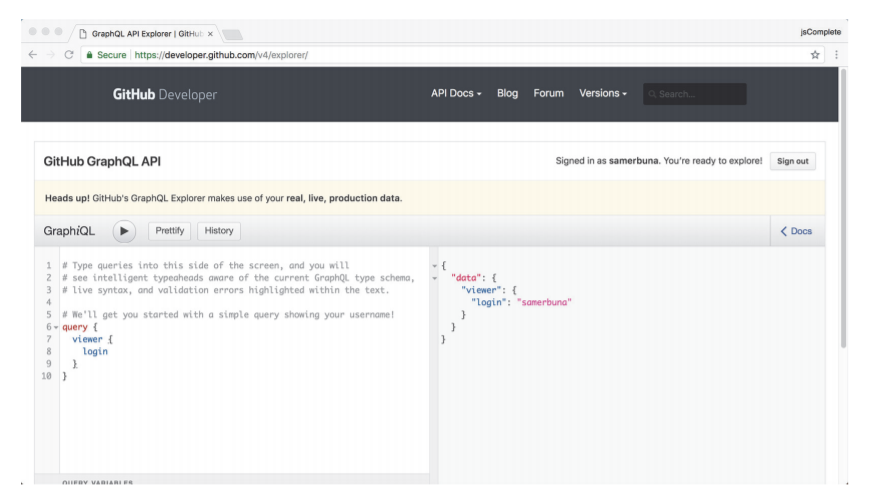 GraphQL API Explorer | GitHub
jsComplete
Secure | https://developer.github.com/v4/explorer/
GitHub Developer
API Docs
Blog
Forum
Versions
Search...
GitHub GraphQL API
Signed in as samerbuna. You're ready to explore!
Sign out
Heads up! GitHub's GraphQL Explorer makes use of your real, live, production data.
GraphiQL
Prettify
History
Docs
1 # Type queries into this side of the screen, and you will
2 # see intelligent typeaheads aware of the current GraphQL type schema,
3 # live syntax, and validation errors highlighted within the text.
4
5 # We'll get you started with a simple query showing your username!
6 query {
7 viewer {
8 login
9 }
10 }
{
"data": {
"viewer": {
"login": "samerbuna"
}
}
}
QUERY VARIABLES